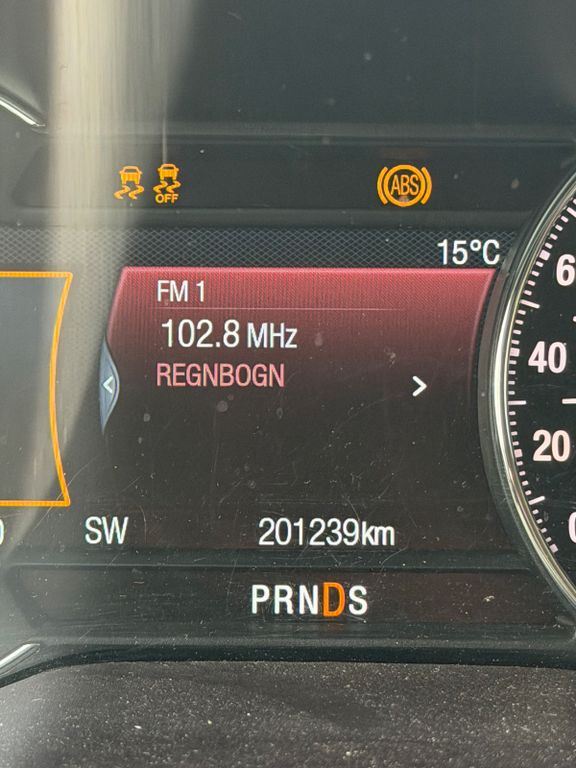 OFF
ABS
15°C
FM 1
102.8 MHz
REGNBOGN
40
20
SW
201239km
PRNDS